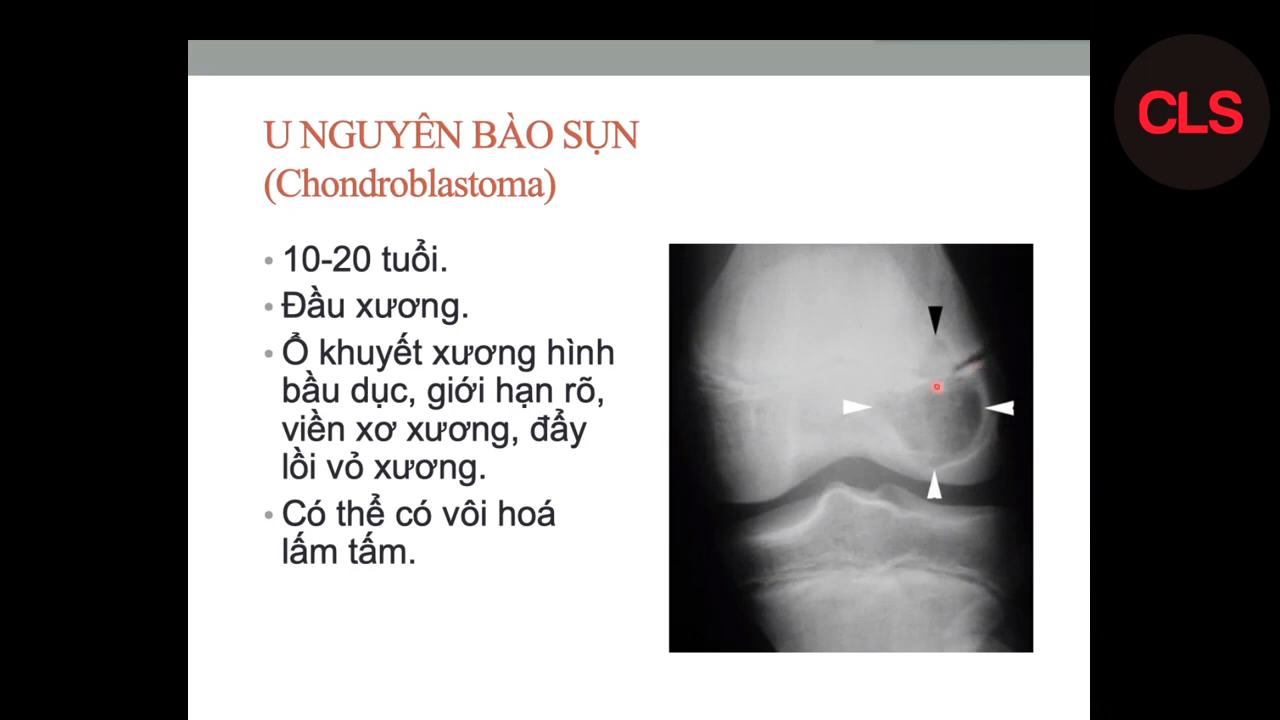 CLS
U NGUYÊN BÀO SỤN
(Chondroblastoma)
• 10-20 tuổi.
• Đầu xương.
• Ổ khuyết xương hình
bầu dục, giới hạn rõ,
viền xơ xương, đẩy
lồi vỏ xương.
• Có thể có vôi hoá
lấm tấm.